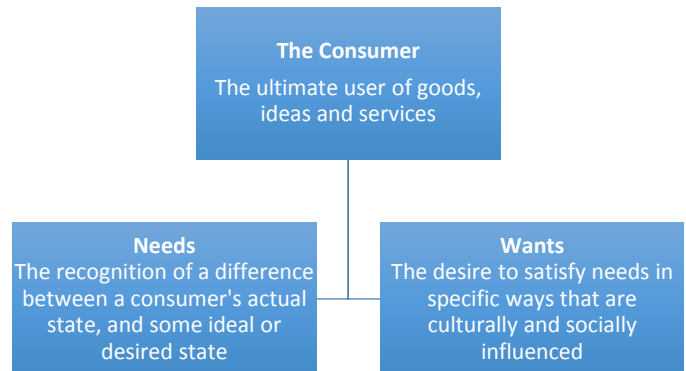 The Consumer
The ultimate user of goods,
ideas and services
Needs
The recognition of a difference
between a consumer's actual
state, and some ideal or
desired state
Wants
The desire to satisfy needs in
specific ways that are
culturally and socially
influenced